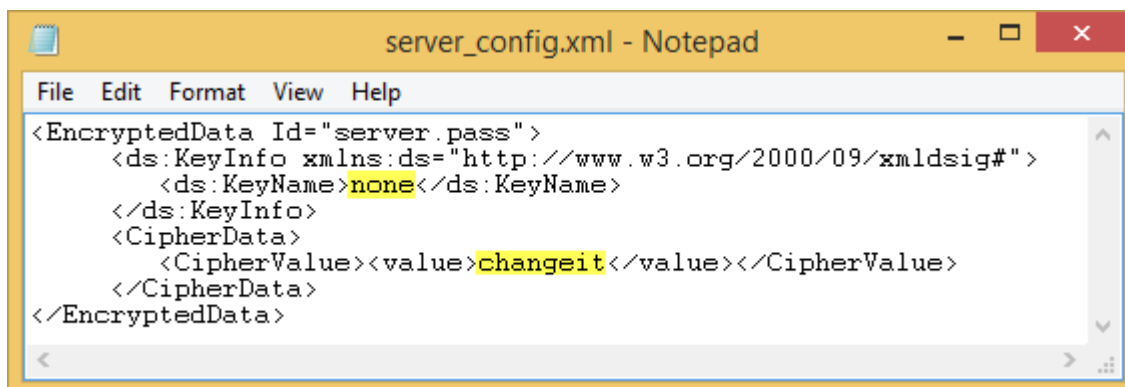 server_config.xml - Notepad
File Edit Format View Help
<EncryptedData Id="server.pass">
<ds:KeyInfo xmlns:ds="http://www.w3.org/2000/09/xmldsig#">
<ds:KeyName>none</ds:KeyName>
</ds:KeyInfo>
<CipherData>
<CipherValue><value>changeit</value></CipherValue>
</CipherData>
</EncryptedData>